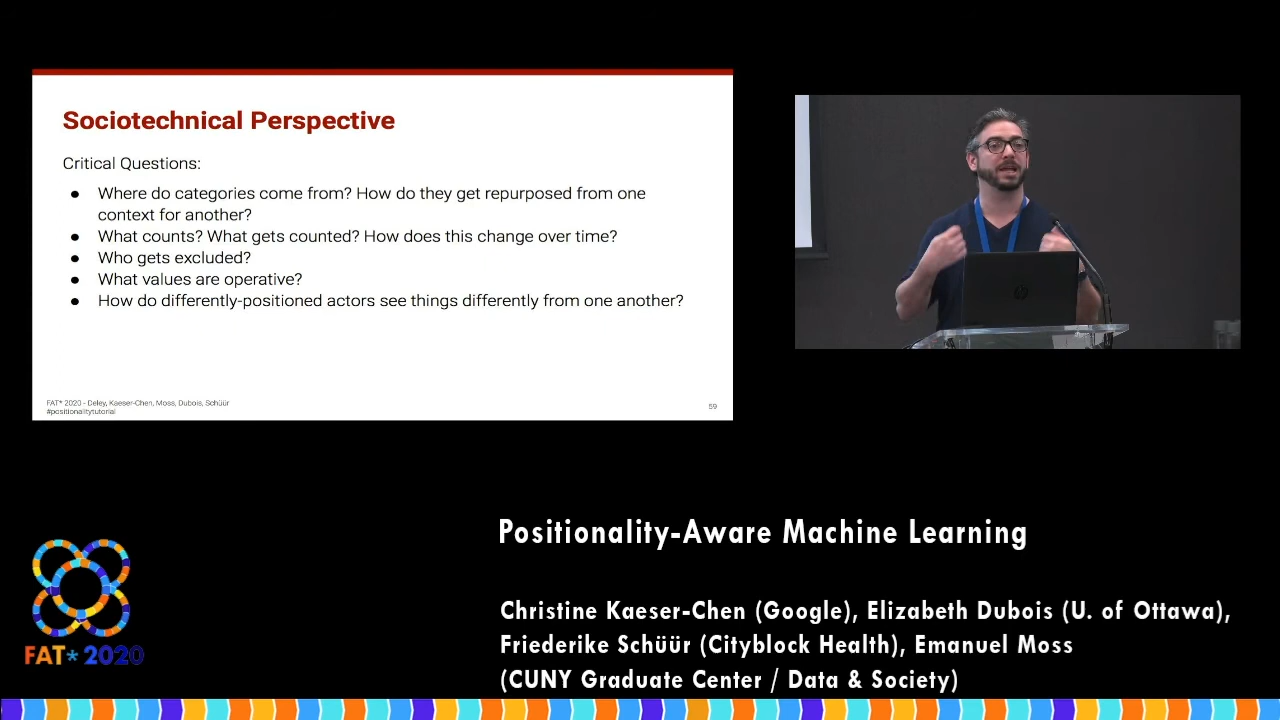 Sociotechnical Perspective
Critical Questions:
● Where do categories come from? How do they get repurposed from one
context for another?
● What counts? What gets counted? How does this change over time?
● Who gets excluded?
● What values are operative?
● How do differently-positioned actors see things differently from one another?
FAT* 2020 - Deley, Kaeser-Chen, Moss, Dubois, Schüür
#positionalitytutorial
59
Positionality-Aware Machine Learning
Christine Kaeser-Chen (Google), Elizabeth Dubois (U. of Ottawa),
Friederike Schüür (Cityblock Health), Emanuel Moss
(CUNY Graduate Center / Data & Society)
FAT* 2020